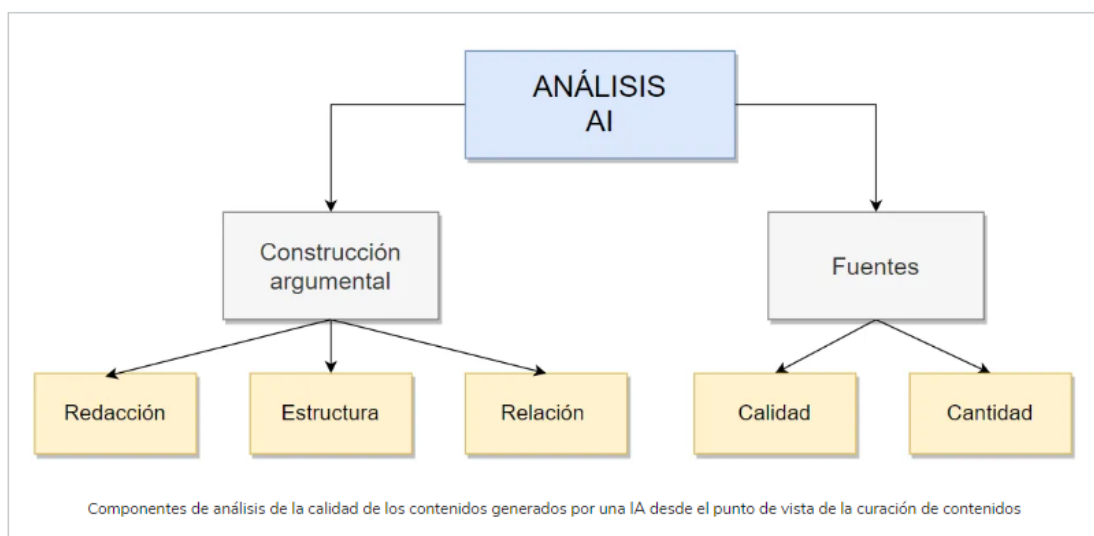 ANÁLISIS
AI
Construcción
argumental
Fuentes
Redacción
Estructura
Relación
Calidad
Cantidad
Componentes de análisis de la calidad de los contenidos generados por una IA desde el punto de vista de la curación de contenidos